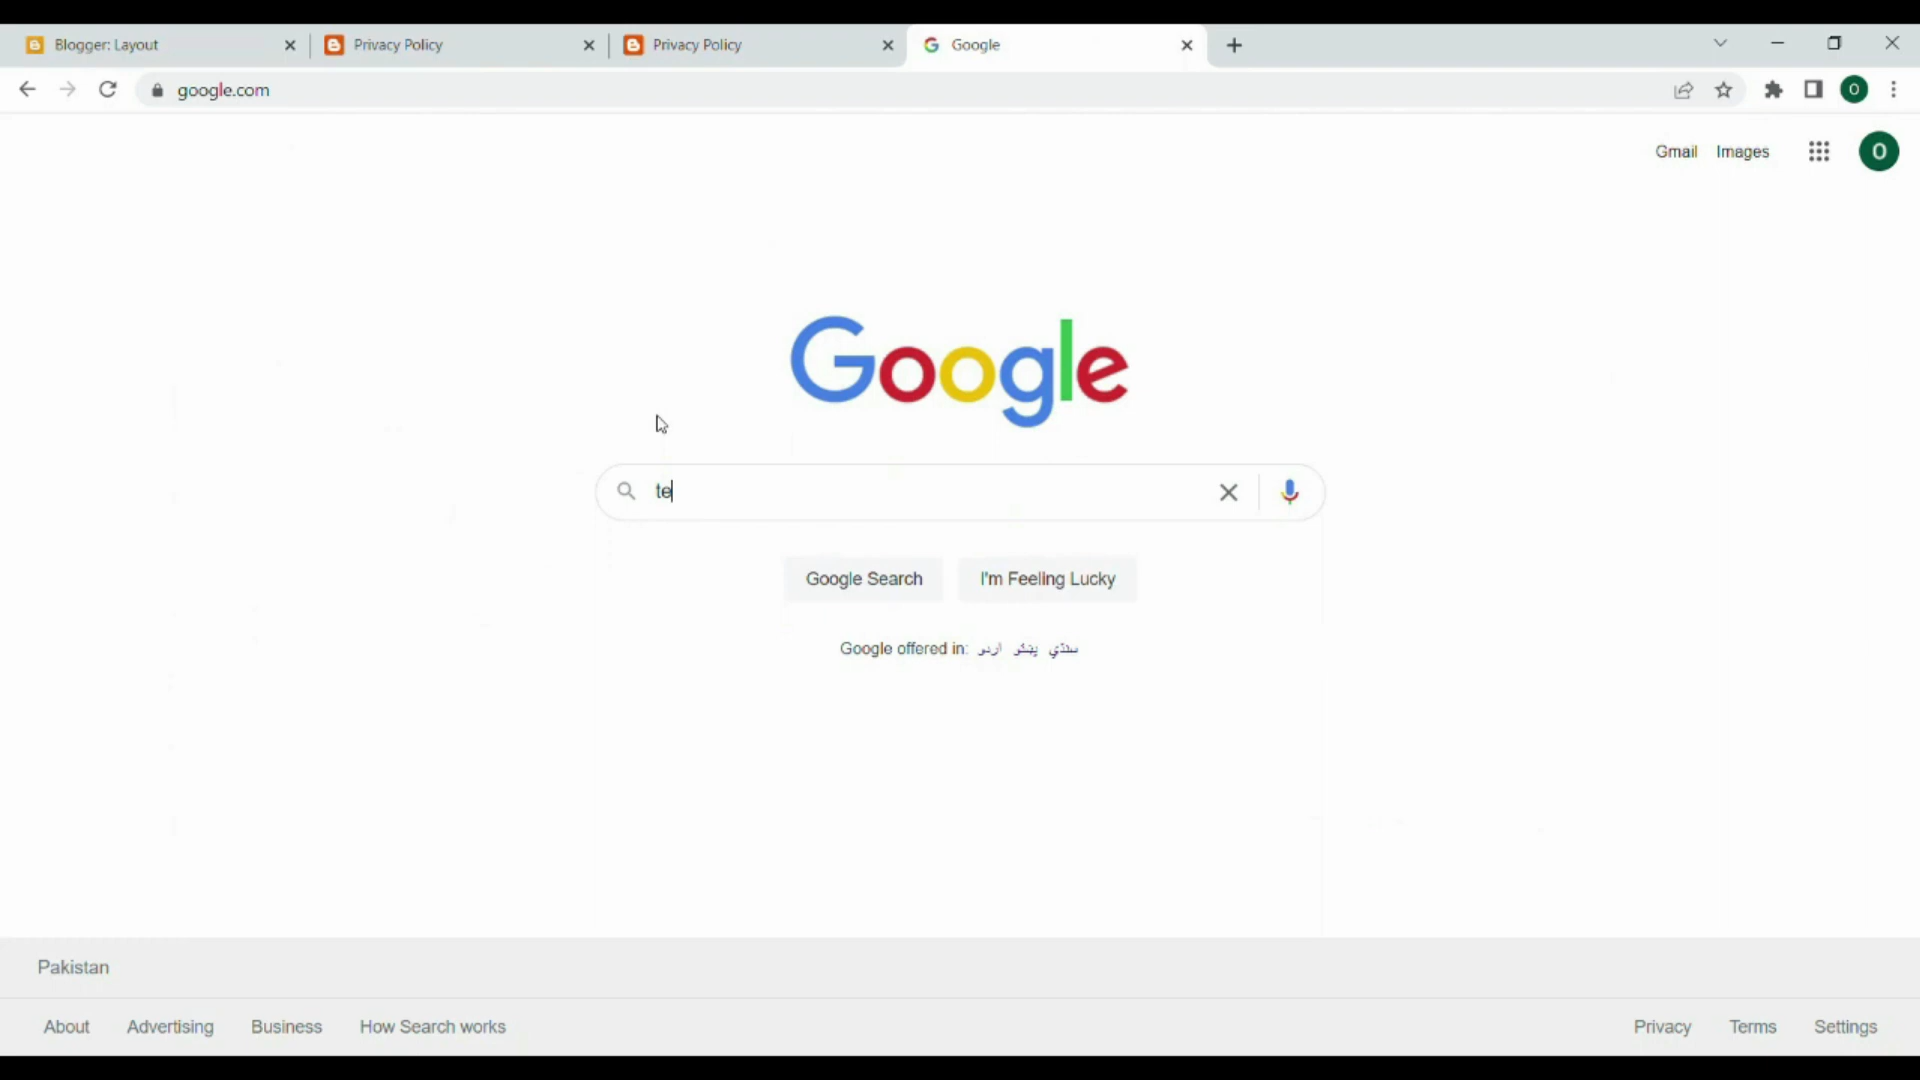 Blogger: Layout
Privacy Policy
Privacy Policy
Google
google.com
O
Gmail Images
O
Google
te
Google Search
I'm Feeling Lucky
Google offered in: اردو پښتو سنڌي
Pakistan
About Advertising Business How Search works
Privacy Terms Settings